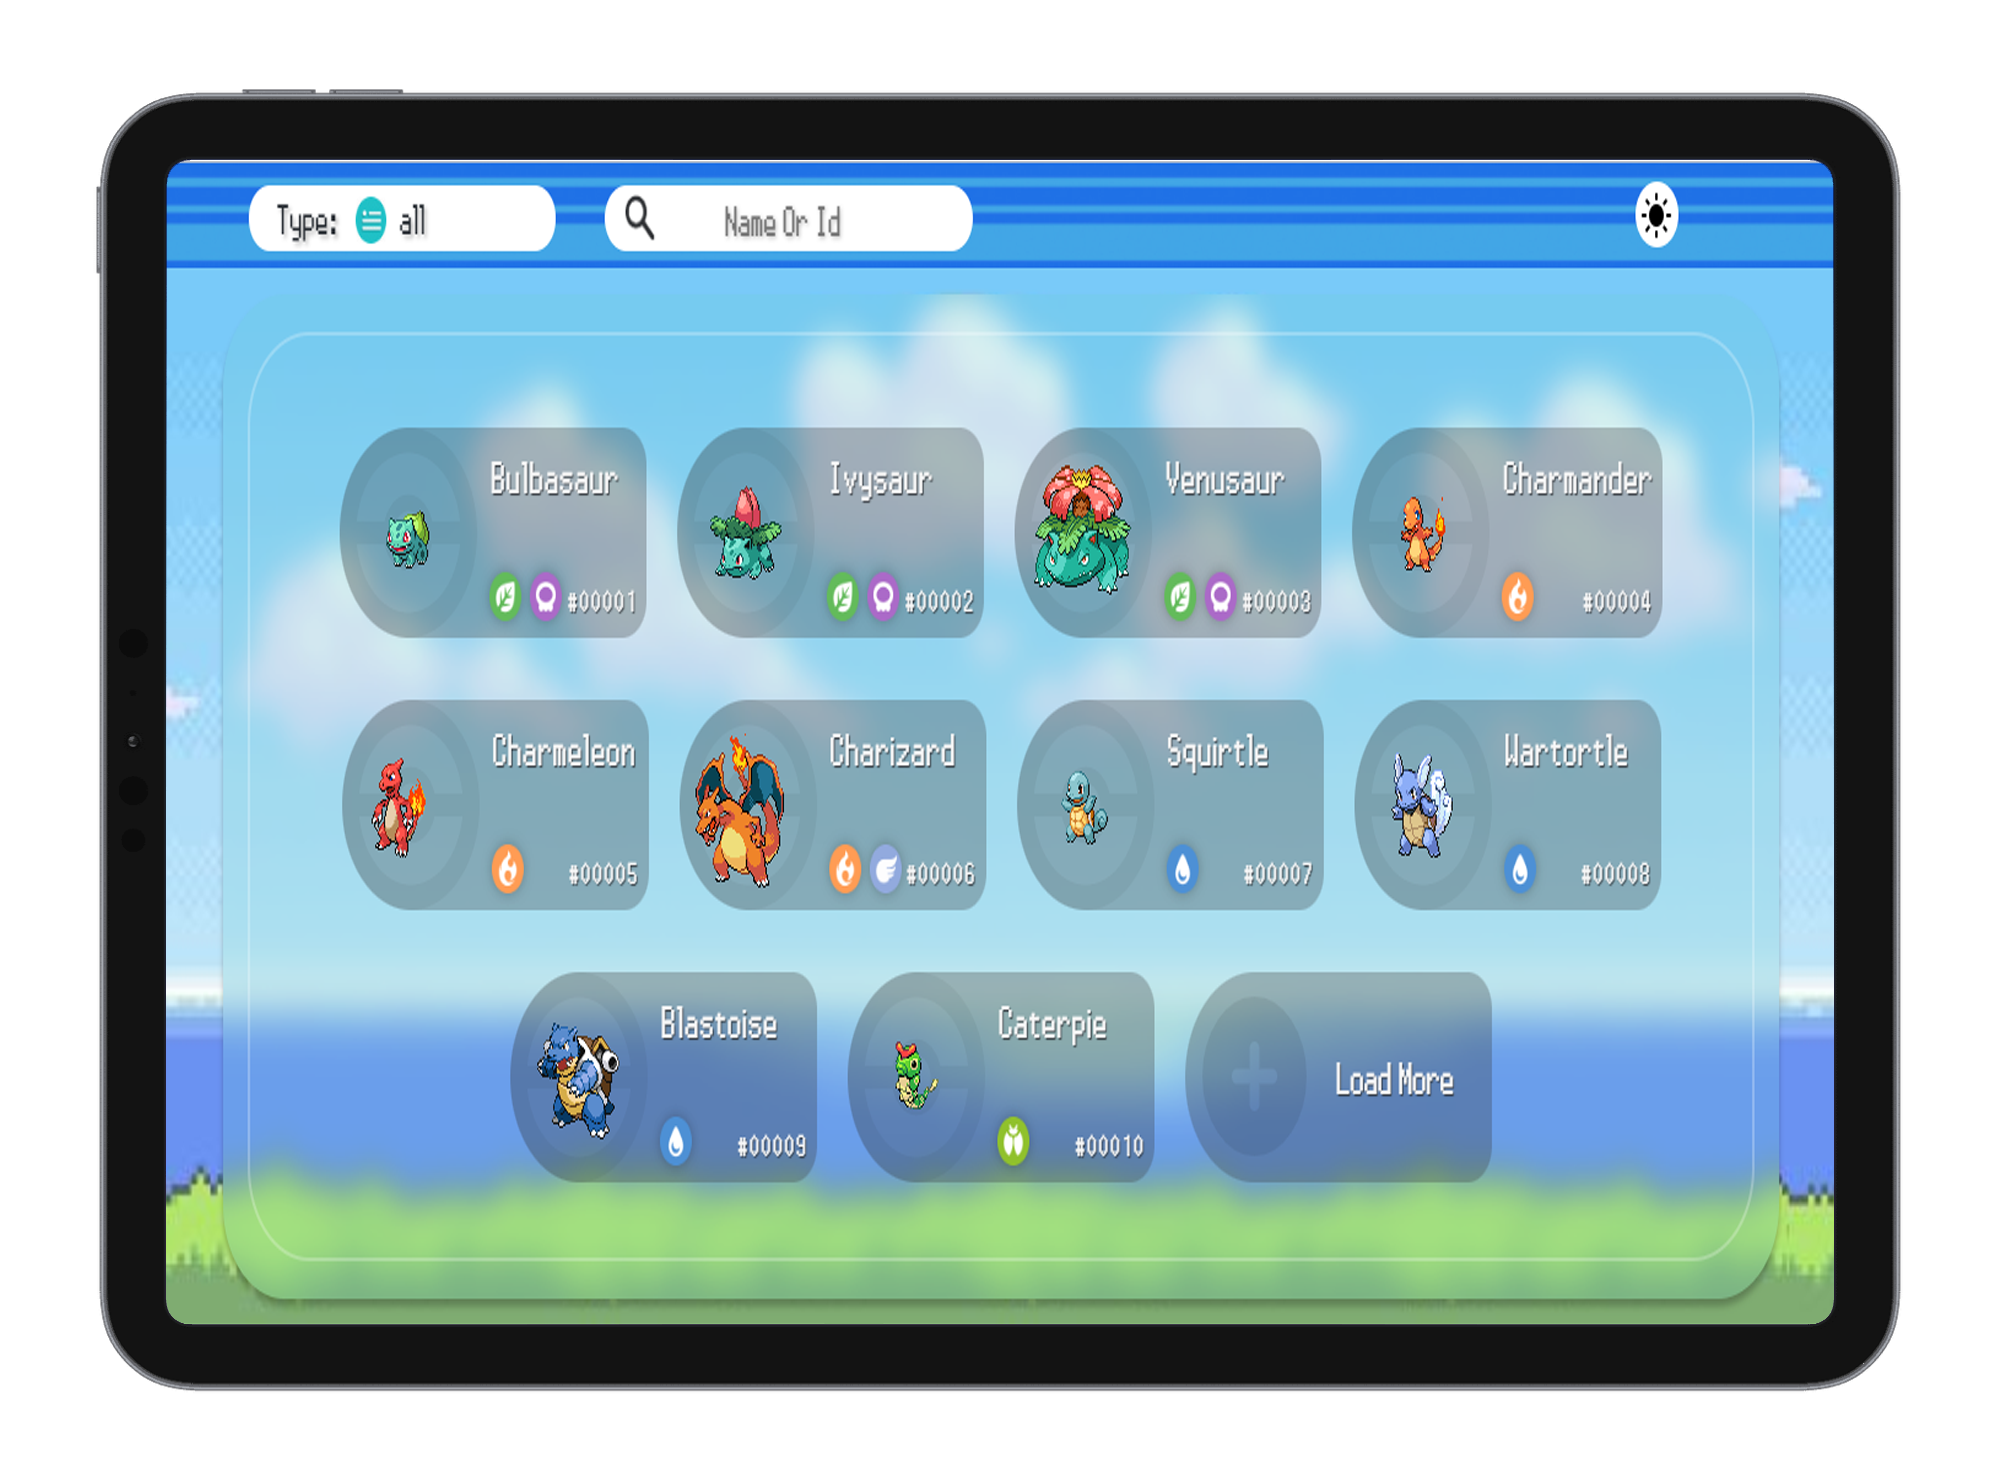 Type: all
Name Or Id
Bulbasaur
#00001
Ivysaur
#00002
Venusaur
#00003
Charmander
#00004
Charmeleon
#00005
Charizard
#00006
Squirtle
#00007
Wartortle
#00008
Blastoise
#00009
Caterpie
#00010
Load More